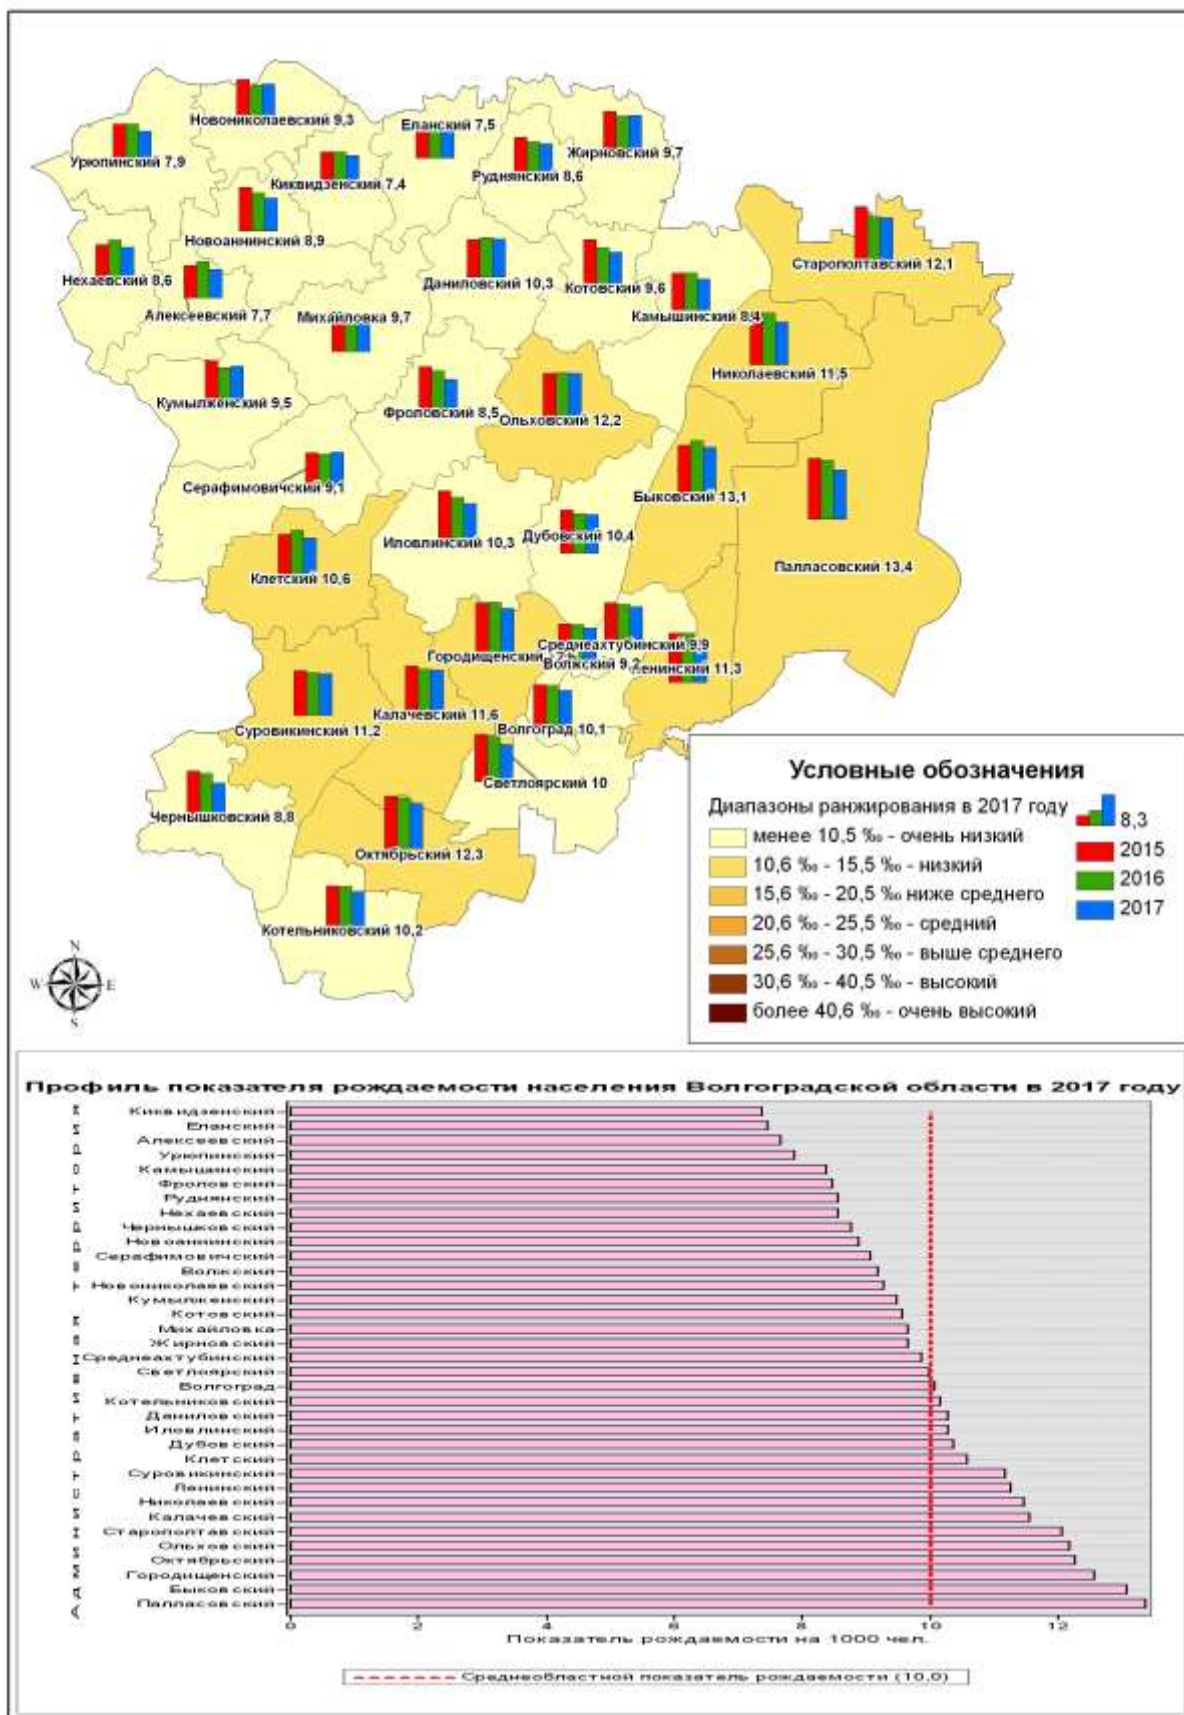 Новониколаевский 9,3
Еланский 7,5
Урюпинский 7,9
Киквидзенский 7,4
Руднянский 8,6
Жирновский 9,7
Новоаннинский 8,9
Нехаевский 8,6
Алексеевский 7,7
Михайловка 9,7
Даниловский 10,3
Котовский 9,6
Камышинский 8,4
Старополтавский 12,1
Николаевский 11,5
Кумылженский 9,5
Фроловский 8,5
Ольховский 12,2
Серафимовичский 9,1
Быковский 13,1
Иловлинский 10,3
Дубовский 10,4
Палласовский 13,4
Клетский 10,6
Городищенский
Среднеахтубинский 9,9
Волжский 9,2
Ленинский 11,3
Суровикинский 11,2
Калачевский 11,6
Волгоград 10,1
Светлоярский 10
Чернышковский 8,8
Октябрьский 12,3
Котельниковский 10,2
N
W E
S
Условные обозначения
Диапазоны ранжирования в 2017 году
менее 10,5 ‰ - очень низкий
10,6 ‰ - 15,5 ‰ - низкий
15,6 ‰ - 20,5 ‰ ниже среднего
20,6 ‰ - 25,5 ‰ - средний
25,6 ‰ - 30,5 ‰ - выше среднего
30,6 ‰ - 40,5 ‰ - высокий
более 40,6 ‰ - очень высокий
8,3
2015
2016
2017
Профиль показателя рождаемости населения Волгоградской области в 2017 году
Административная территория
Киквидзенский
Еланский
Алексеевский
Урюпинский
Камышинский
Фроловский
Руднянский
Нехаевский
Чернышковский
Новоаннинский
Серафимовичский
Волжский
Новониколаевский
Кумылженский
Котовский
Михайловка
Жирновский
Среднеахтубинский
Светлоярский
Волгоград
Котельниковский
Даниловский
Иловлинский
Дубовский
Клетский
Суровикинский
Ленинский
Николаевский
Калачевский
Старополтавский
Ольховский
Октябрьский
Городищенский
Быковский
Палласовский
0 2 4 6 8 10 12
Показатель рождаемости на 1000 чел.
Среднеобластной показатель рождаемости (10,0)